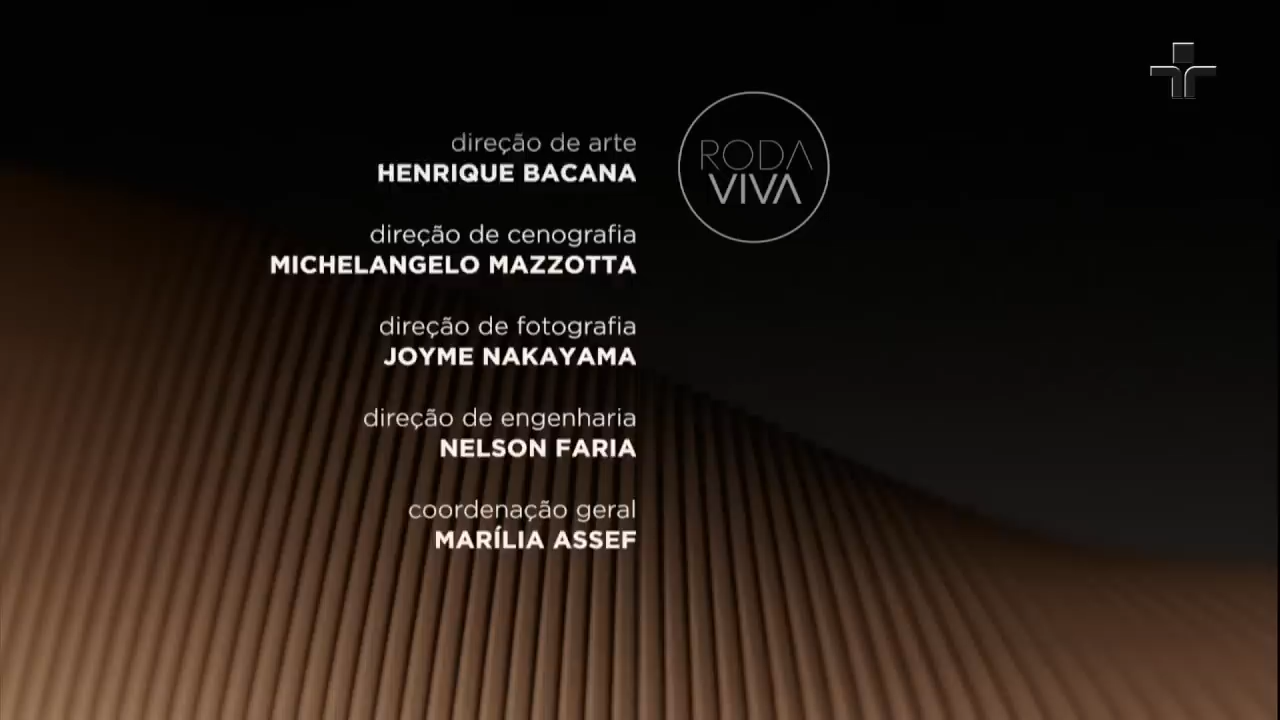 direção de arte
HENRIQUE BACANA
direção de cenografia
MICHELANGELO MAZZOTTA
direção de fotografia
JOYME NAKAYAMA
direção de engenharia
NELSON FARIA
coordenação geral
MARÍLIA ASSEF
RODA
VIVA